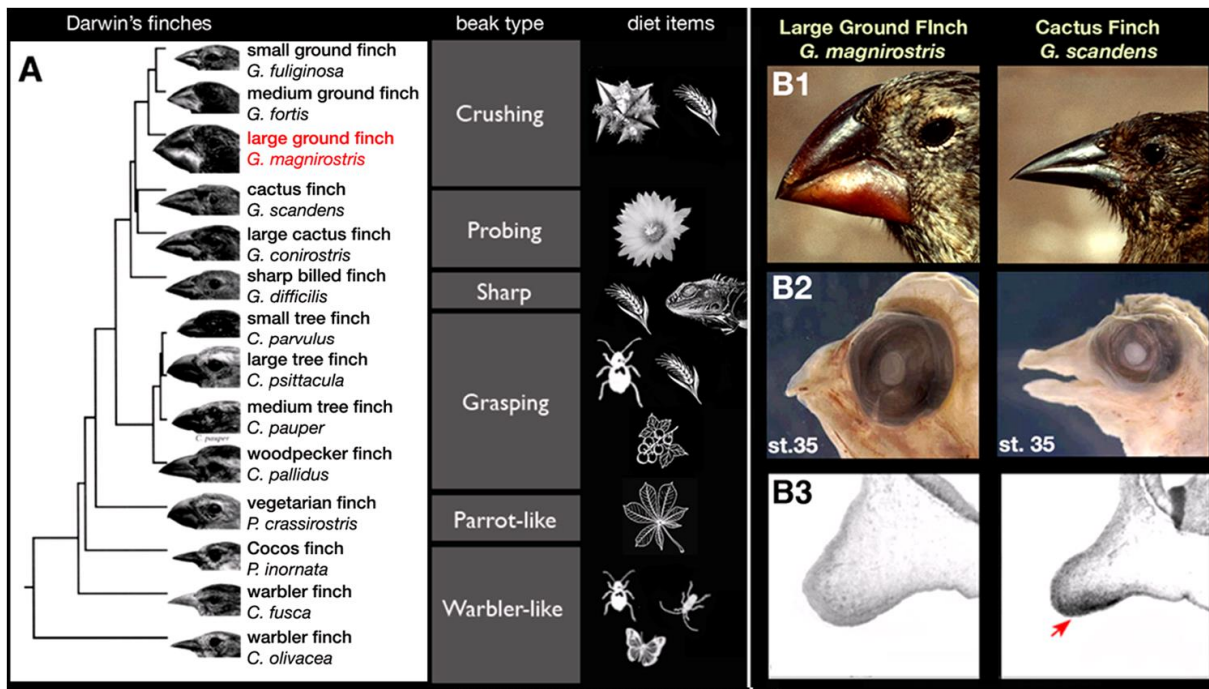 Darwin's finches
beak type
diet items
A
small ground finch
G. fuliginosa
medium ground finch
G. fortis
large ground finch
G. magnirostris
cactus finch
G. scandens
large cactus finch
G. conirostris
sharp billed finch
G. difficilis
small tree finch
C. parvulus
large tree finch
C. psittacula
medium tree finch
C. pauper
C. pauper
woodpecker finch
C. pallidus
vegetarian finch
P. crassirostris
Cocos finch
P. inornata
warbler finch
C. fusca
warbler finch
C. olivacea
Crushing
Probing
Sharp
Grasping
Parrot-like
Warbler-like
Large Ground FInch
G. magnirostris
Cactus Finch
G. scandens
B1
B2
st.35
st. 35
B3